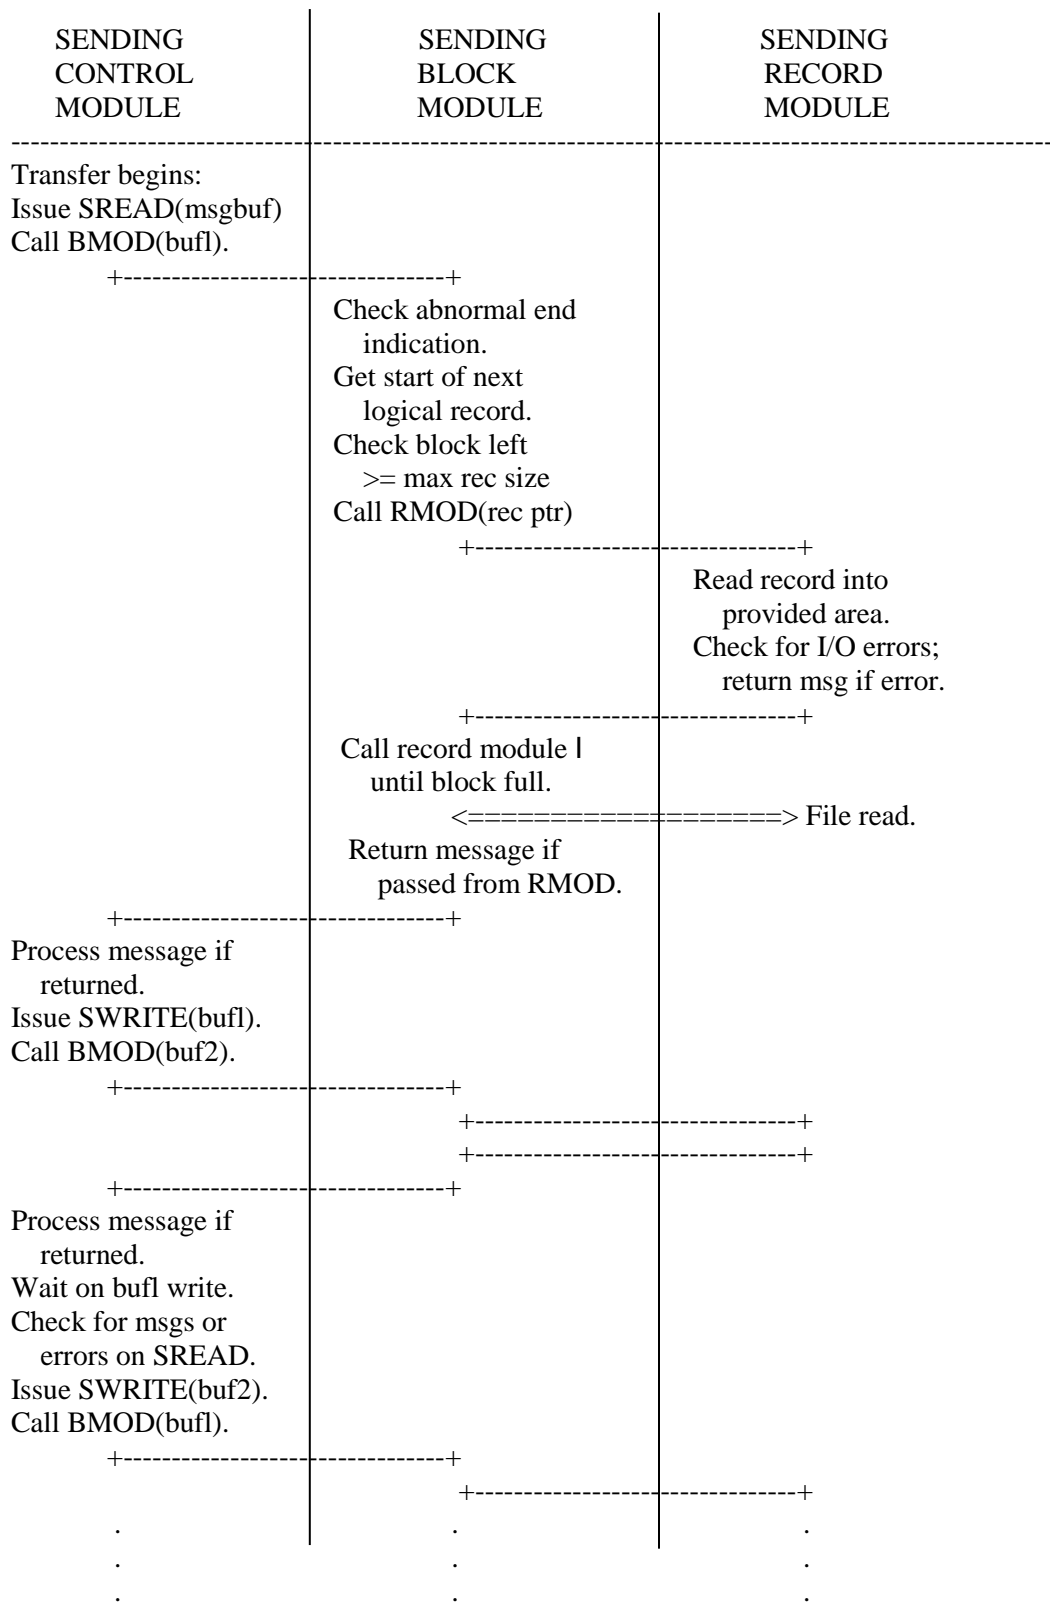 SENDING SENDING SENDING
CONTROL BLOCK RECORD
MODULE MODULE MODULE
--------------------------------------------------------------------------------------------------------------
Transfer begins:
Issue SREAD(msgbuf)
Call BMOD(bufl).
+----------------------------------+
Check abnormal end
indication.
Get start of next
logical record.
Check block left
>= max rec size
Call RMOD(rec ptr)
+----------------------------------+
Read record into
provided area.
Check for I/O errors;
return msg if error.
+----------------------------------+
Call record module l
until block full.
<===================> File read.
Return message if
passed from RMOD.
+----------------------------------+
Process message if
returned.
Issue SWRITE(bufl).
Call BMOD(buf2).
+----------------------------------+
+----------------------------------+
+----------------------------------+
+----------------------------------+
Process message if
returned.
Wait on bufl write.
Check for msgs or
errors on SREAD.
Issue SWRITE(buf2).
Call BMOD(bufl).
+----------------------------------+
+----------------------------------+
. . .
. . .
. . .